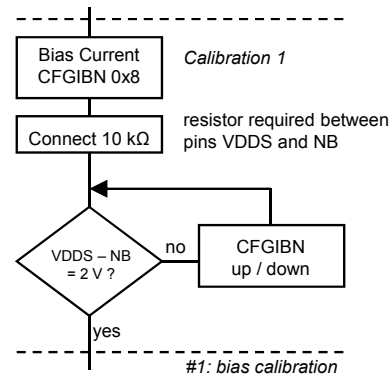 Bias Current
CFGIBN 0x8
Calibration 1
Connect 10 kΩ
resistor required between
pins VDDS and NB
VDDS – NB
= 2 V ?
no
CFGIBN
up / down
yes
#1: bias calibration